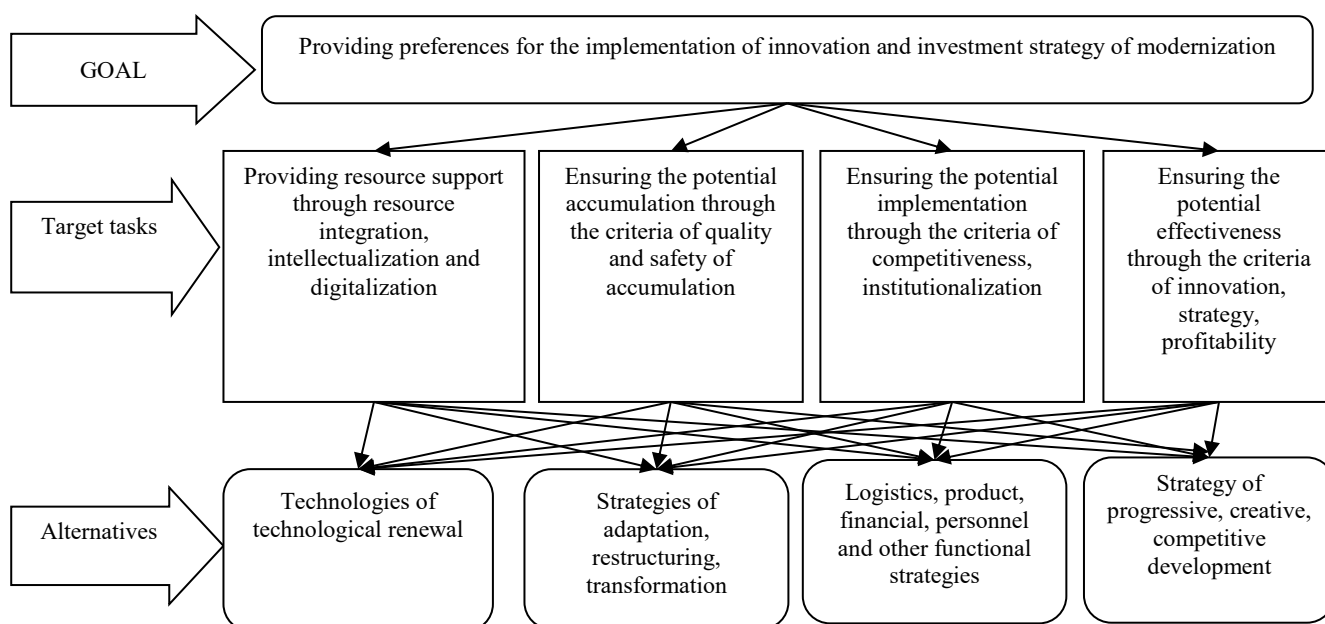 GOAL
Providing preferences for the implementation of innovation and investment strategy of modernization
Target tasks
Providing resource support
through resource
integration,
intellectualization and
digitalization
Ensuring the potential
accumulation through
the criteria of quality
and safety of
accumulation
Ensuring the potential
implementation
through the criteria of
competitiveness,
institutionalization
Ensuring the
potential
effectiveness
through the criteria
of innovation,
strategy,
profitability
Alternatives
Technologies of
technological renewal
Strategies of
adaptation,
restructuring,
transformation
Logistics, product,
financial, personnel
and other functional
strategies
Strategy of
progressive, creative,
competitive
development